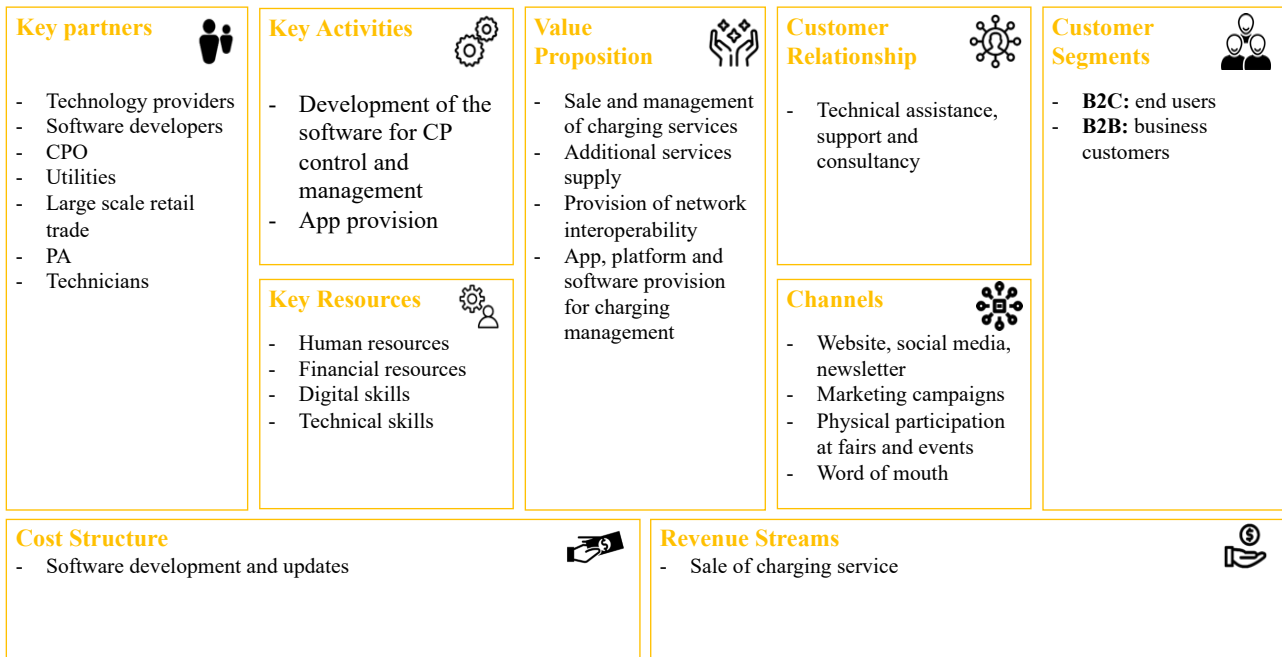 Key partners
- Technology providers
- Software developers
- CPO
- Utilities
- Large scale retail
trade
- PA
- Technicians
Key Activities
- Development of the
software for CP
control and
management
- App provision
Key Resources
- Human resources
- Financial resources
- Digital skills
- Technical skills
Value
Proposition
- Sale and management
of charging services
- Additional services
supply
- Provision of network
interoperability
- App, platform and
software provision
for charging
management
Customer
Relationship
- Technical assistance,
support and
consultancy
Channels
- Website, social media,
newsletter
- Marketing campaigns
- Physical participation
at fairs and events
- Word of mouth
Customer
Segments
- B2C: end users
- B2B: business
customers
Cost Structure
- Software development and updates
Revenue Streams
- Sale of charging service